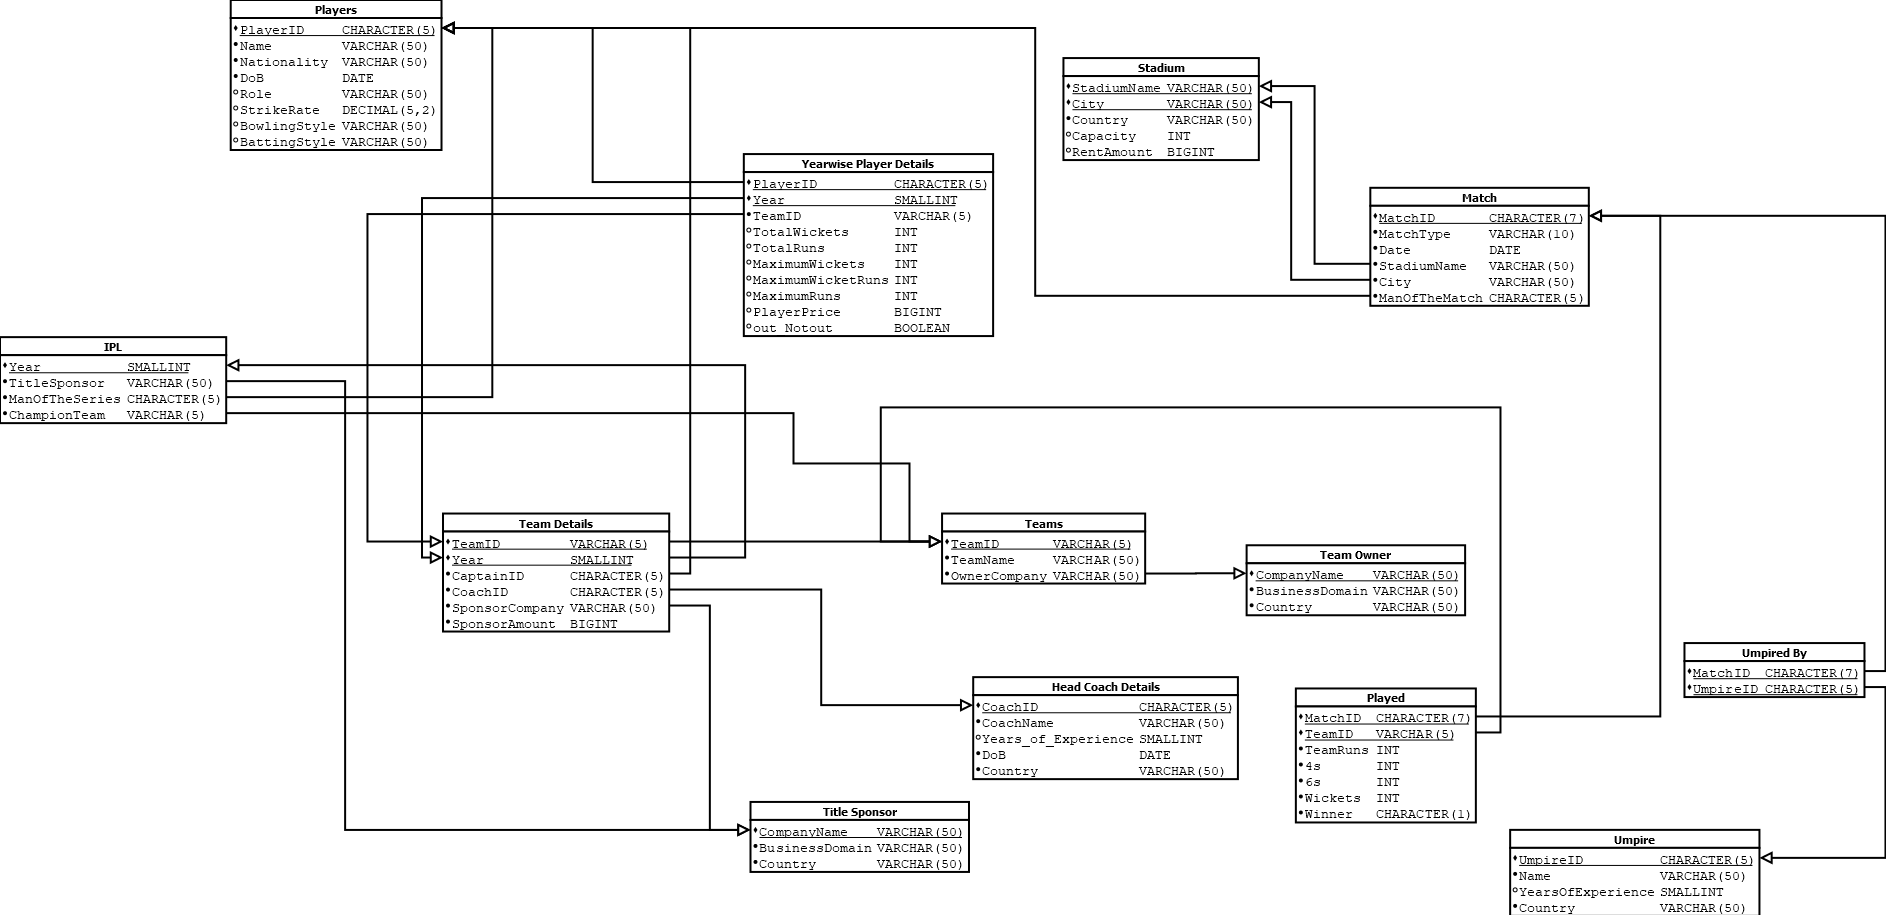 Players
PlayerID CHARACTER(5)
Name VARCHAR(50)
Nationality VARCHAR(50)
DoB DATE
Role VARCHAR(50)
StrikeRate DECIMAL(5,2)
BowlingStyle VARCHAR(50)
BattingStyle VARCHAR(50)
Stadium
StadiumName VARCHAR(50)
City VARCHAR(50)
Country VARCHAR(50)
Capacity INT
RentAmount BIGINT
Yearwise Player Details
PlayerID CHARACTER(5)
Year SMALLINT
TeamID VARCHAR(5)
TotalWickets INT
TotalRuns INT
MaximumWickets INT
MaximumWicketRuns INT
MaximumRuns INT
PlayerPrice BIGINT
out_Notout BOOLEAN
Match
MatchID CHARACTER(7)
MatchType VARCHAR(10)
Date DATE
StadiumName VARCHAR(50)
City VARCHAR(50)
ManOfTheMatch CHARACTER(5)
IPL
Year SMALLINT
TitleSponsor VARCHAR(50)
ManOfTheSeries CHARACTER(5)
ChampionTeam VARCHAR(5)
Team Details
TeamID VARCHAR(5)
Year SMALLINT
CaptainID CHARACTER(5)
CoachID CHARACTER(5)
SponsorCompany VARCHAR(50)
SponsorAmount BIGINT
Teams
TeamID VARCHAR(5)
TeamName VARCHAR(50)
OwnerCompany VARCHAR(50)
Team Owner
CompanyName VARCHAR(50)
BusinessDomain VARCHAR(50)
Country VARCHAR(50)
Umpired By
MatchID CHARACTER(7)
UmpireID CHARACTER(5)
Head Coach Details
CoachID CHARACTER(5)
CoachName VARCHAR(50)
Years_of_Experience SMALLINT
DoB DATE
Country VARCHAR(50)
Played
MatchID CHARACTER(7)
TeamID VARCHAR(5)
TeamRuns INT
4s INT
6s INT
Wickets INT
Winner CHARACTER(1)
Title Sponsor
CompanyName VARCHAR(50)
BusinessDomain VARCHAR(50)
Country VARCHAR(50)
Umpire
UmpireID CHARACTER(5)
Name VARCHAR(50)
YearsOfExperience SMALLINT
Country VARCHAR(50)